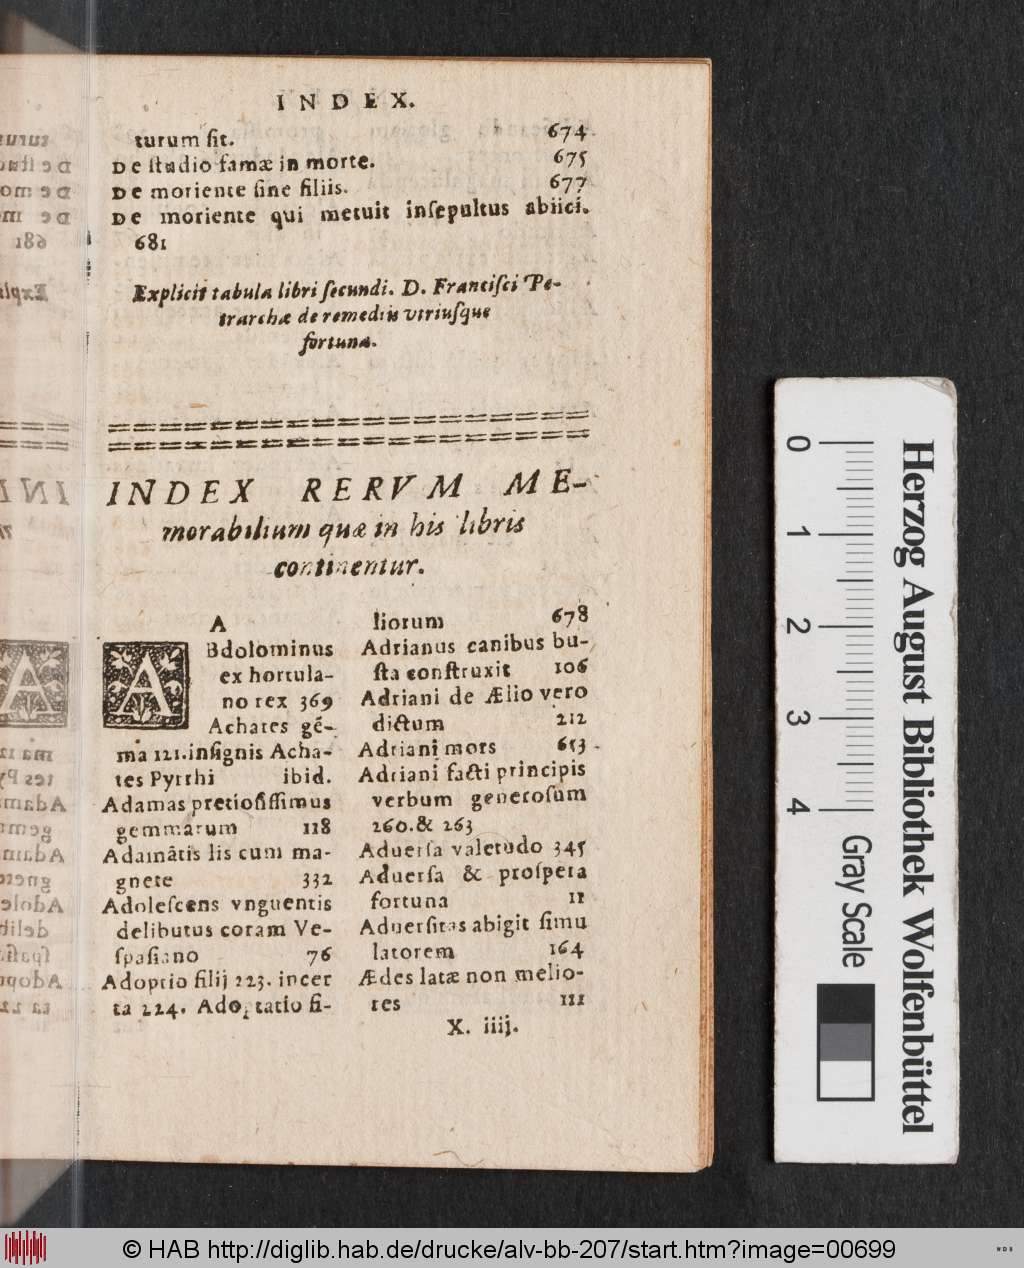 INDEX.
turum ſit. 674
De ſtudio famæ in morte. 675
De moriente ſine filiis. 677
De moriente qui metuit inſepultus abiici.
681
Explicit tabula libri ſecundi. D. Franciſci Pe-
trarchæ de remediis vtriuſque
fortuna.
INDEX RERVM ME-
morabilium quæ in his libris
continentur.
A
ABdolominus
ex hortula-
no rex 369
Achates gē-
ma 121. inſignis Acha-
tes Pyrrhi ibid.
Adamas pretioſiſſimus
gemmarum 118
Adamātis lis cum ma-
gnete 332
Adoleſcens vnguentis
delibutus coram Ve-
ſpaſiano 76
Adoptio filij 223. incer
ta 224. Adoptatio fi-
liorum 678
Adrianus canibus bu-
ſta conſtruxit 106
Adriani de Ælio vero
dictum 212
Adriani mors 653
Adriani facti principis
verbum generoſum
260. & 263
Aduerſa valetudo 345
Aduerſa & proſpera
fortuna 11
Aduerſitas abigit ſimu
latorem 164
Ædes latæ non melio-
res 111
X. iiij.
0
1
2
3
4
Gray Scale
Herzog August Bibliothek Wolfenbüttel
© HAB http://diglib.hab.de/drucke/alv-bb-207/start.htm?image=00699